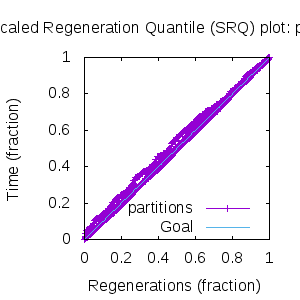 Regeneration Quantile (SRQ) plot:
1
0.8
0.6
0.4
0.2
0
Time (fraction)
partitions
Goal
0 0.2 0.4 0.6 0.8 1
Regenerations (fraction)